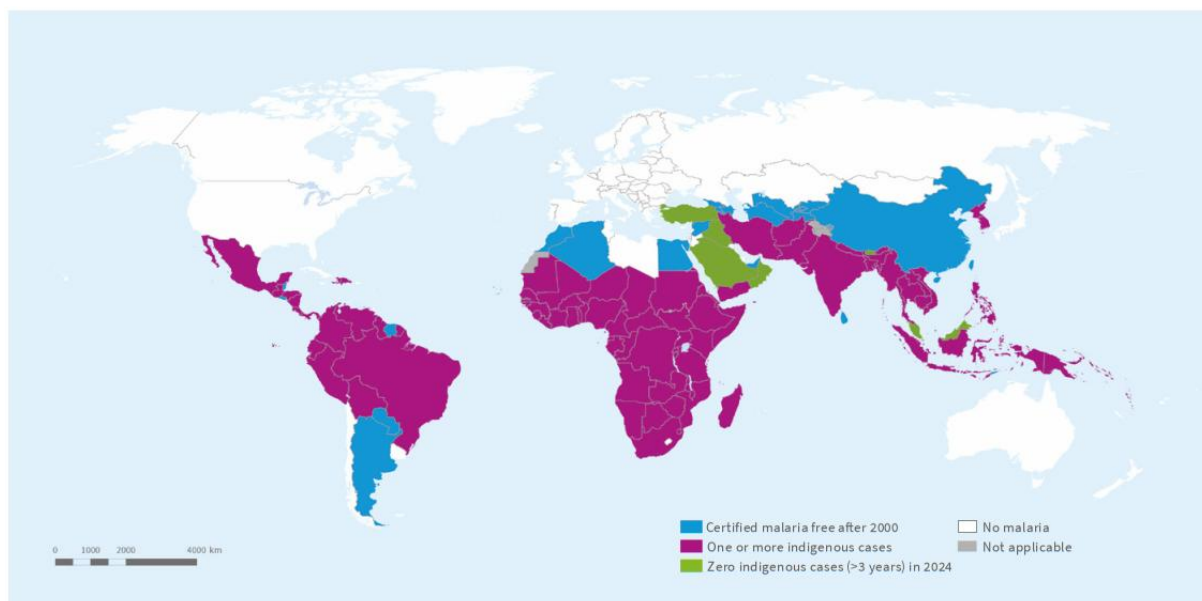 Certified malaria free after 2000
One or more indigenous cases
Zero indigenous cases (>3 years) in 2024
No malaria
Not applicable
0 1000 2000 4000 km